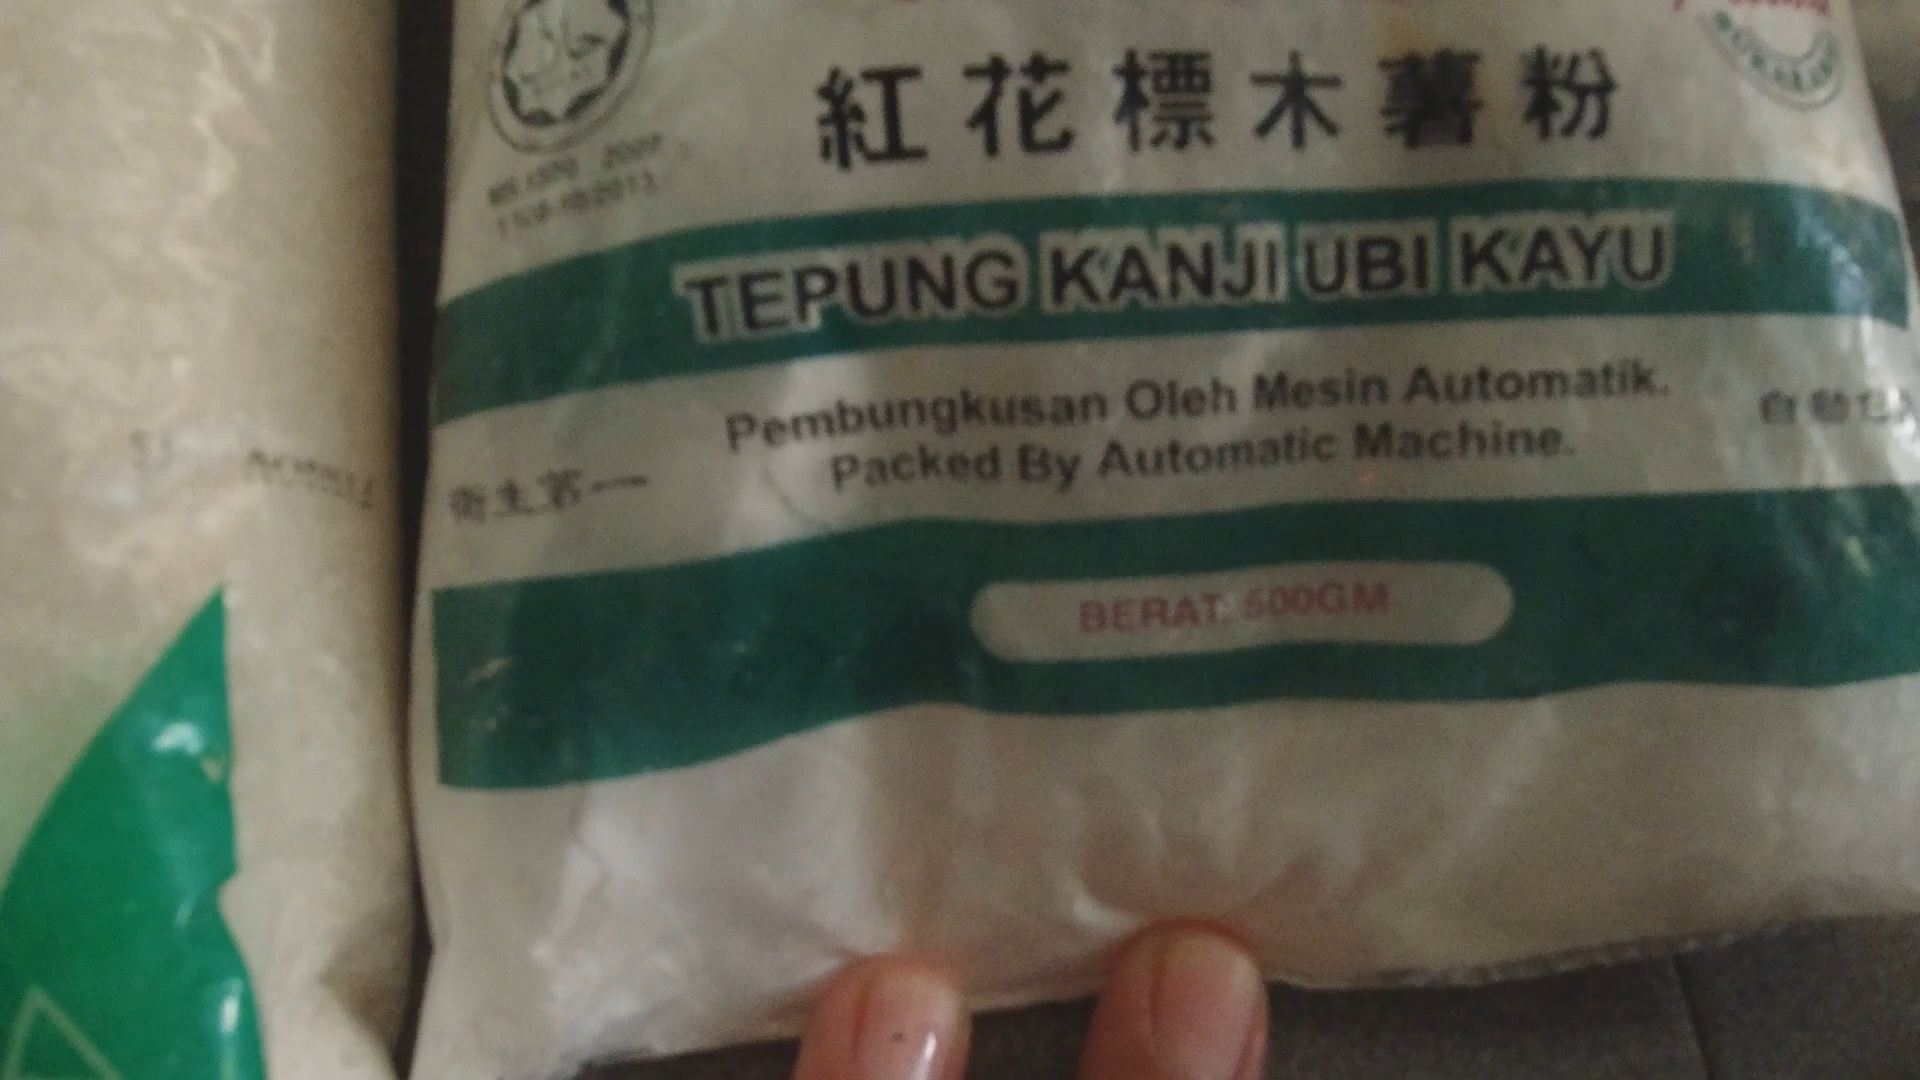 紅花標木薯粉
TEPUNG KANJI UBI KAYU
Pembungkusan Oleh Mesin Automatik.
Packed By Automatic Machine.
衛生第一
BERAT: 500GM